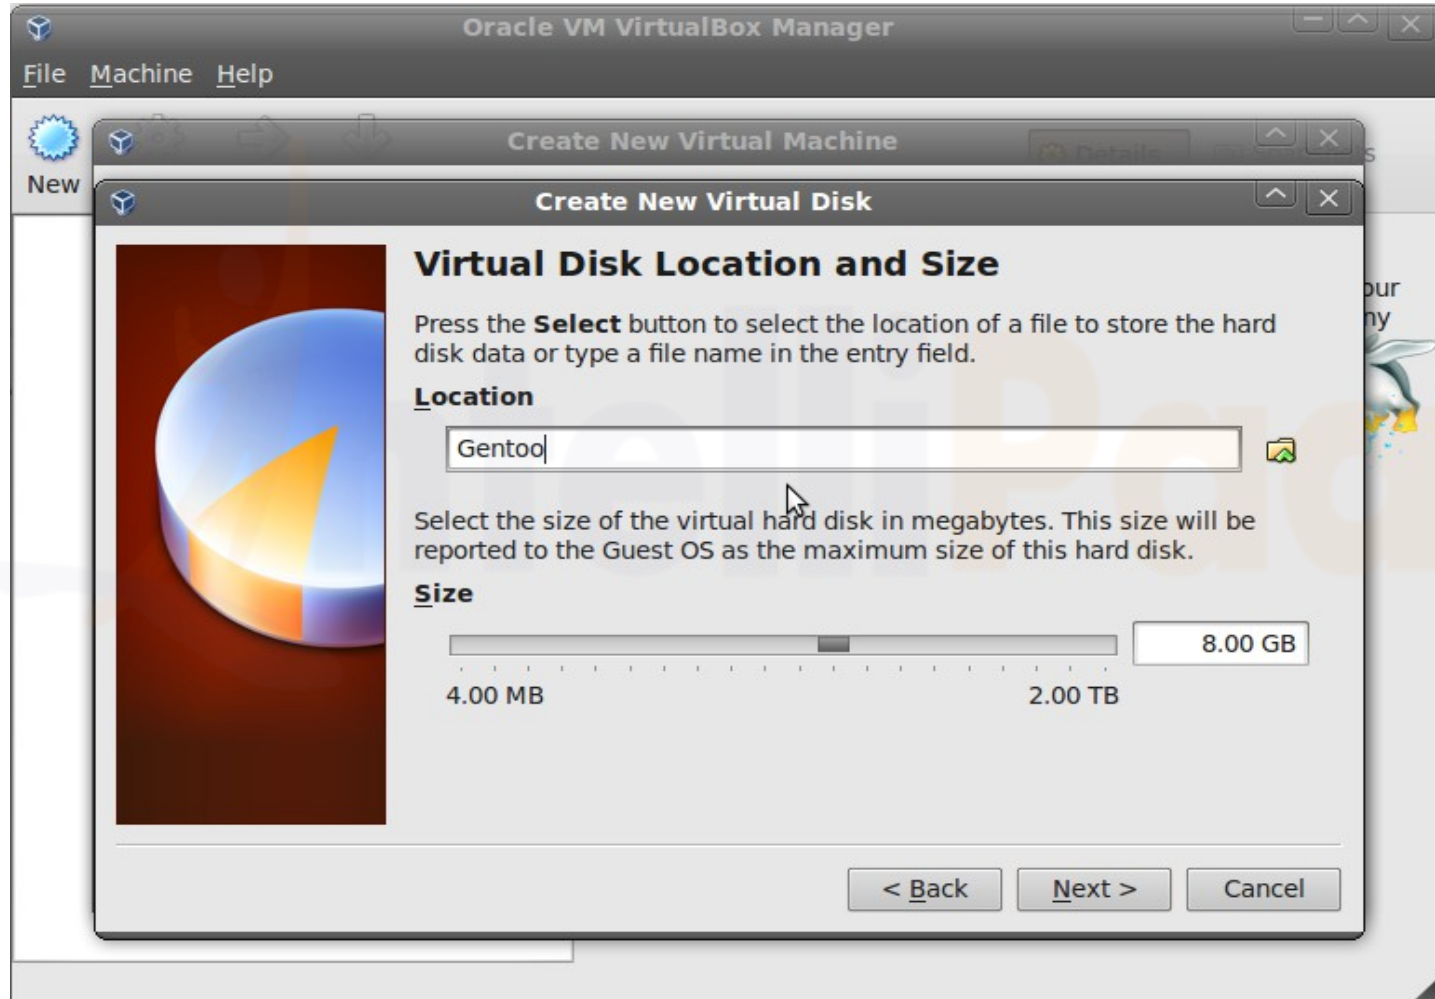 Oracle VM VirtualBox Manager
File Machine Help
Create New Virtual Machine
Details
New
Create New Virtual Disk
Virtual Disk Location and Size
Press the Select button to select the location of a file to store the hard
disk data or type a file name in the entry field.
Location
Gentoo
Select the size of the virtual hard disk in megabytes. This size will be
reported to the Guest OS as the maximum size of this hard disk.
Size
8.00 GB
4.00 MB 2.00 TB
< Back Next > Cancel